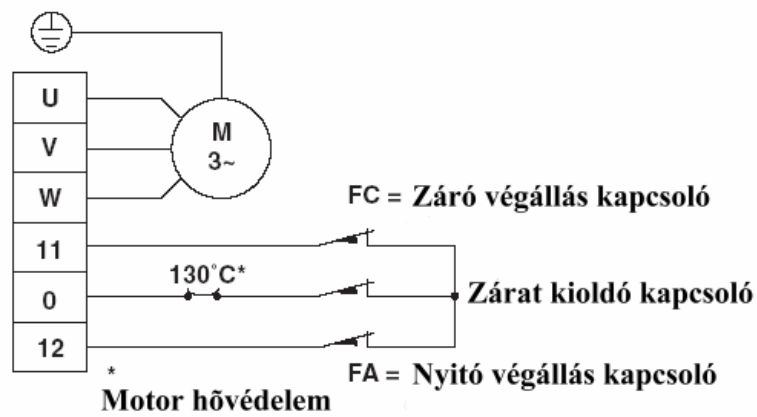 U
V
M
3~
W
FC = Záró végállás kapcsoló
11
130°C*
0
Zárat kioldó kapcsoló
12
FA = Nyitó végállás kapcsoló
*
Motor hõvédelem